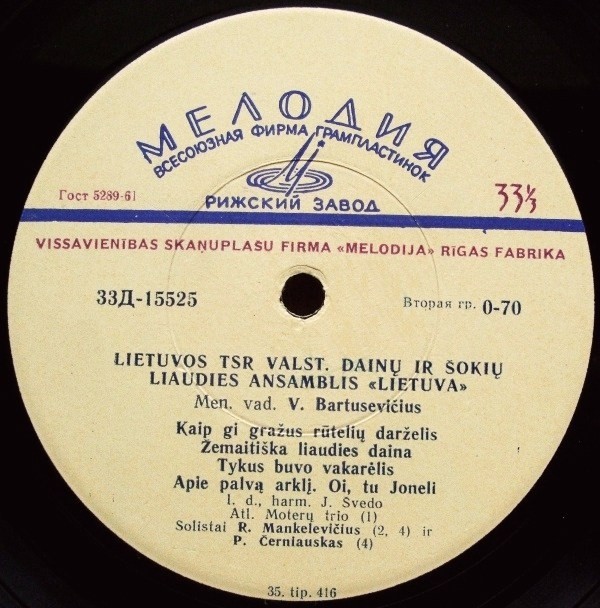 МЕЛОДИЯ
ВСЕСОЮЗНАЯ ФИРМА ГРАМПЛАСТИНОК
РИЖСКИЙ ЗАВОД
Гост 5289-61
33⅓
VISSAVIENĪBAS SKAŅUPLAŠU FIRMA «MELODIJA» RĪGAS FABRIKA
33Д-15525
Вторая гр. 0-70
LIETUVOS TSR VALST. DAINŲ IR ŠOKIŲ
LIAUDIES ANSAMBLIS «LIETUVA»
Men. vad. V. Bartusevičius
Kaip gi gražus rūtelių darželis
Žemaitiška liaudies daina
Tykus buvo vakarėlis
Apie palvą arklį. Oi, tu Joneli
l. d., harm. J. Švedo
Atl. Moterų trio (1)
Solistai R. Mankelevičius (2, 4) ir
P. Černiauskas (4)
35. tip. 416